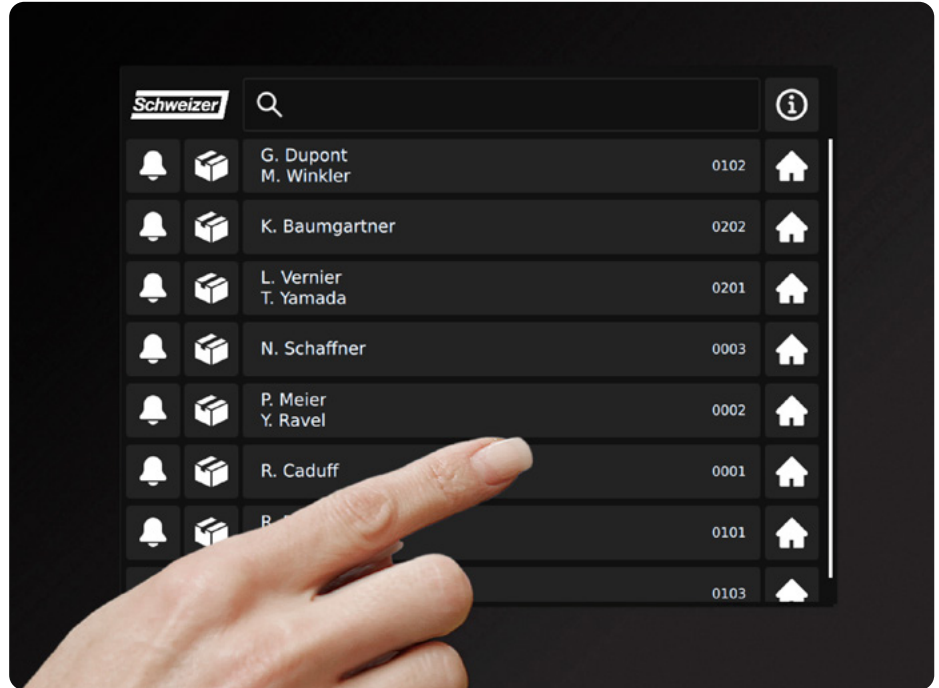 Schweizer
G. Dupont
M. Winkler
0102
K. Baumgartner
0202
L. Vernier
T. Yamada
0201
N. Schaffner
0003
P. Meier
Y. Ravel
0002
R. Caduff
0001
R.
0101
0103